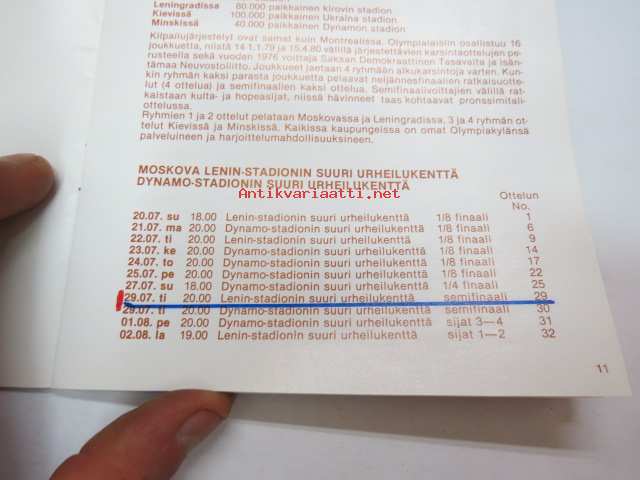 Leningradissa 80.000 paikkainen kirovin stadion
Kievissä 100.000 paikkainen Ukraina stadion
Minskissä 40.000 paikkainen Dynamon stadion
Kilpailujärjestelyt ovat samat kuin Montrealissa. Olympialaisiin osallistuu 16
joukkuetta, niistä 14 1.1.79 ja 15.4.80 välillä järjestettävien karsintaottelujen pe-
rusteella sekä vuoden 1976 voittaja Saksan Demokraattinen Tasavalta ja isän-
tämaa Neuvostoliitto. Joukkueet jaetaan 4 ryhmään alkukarsintoja varten. Kun-
kin ryhmän kaksi parasta joukkuetta pelaavat neljännesfinaalien ratkaisuotte-
lut (4 ottelua) ja semifinaalien kaksi ottelua. Semifinaalivoittajien välillä rat-
kaistaan kulta- ja hopeasijat, niissä hävinneet taas kohtaavat pronssimitali-
ottelussa.
Ryhmien 1 ja 2 ottelut pelataan Moskovassa ja Leningradissa, 3 ja 4 ryhmän ot-
telut Kievissä ja Minskissä. Kaikissa kaupungeissa on omat Olympiakylänsä
palveluineen ja harjoittelumahdollisuuksineen.
MOSKOVA LENIN-STADIONIN SUURI URHEILUKENTTÄ
DYNAMO-STADIONIN SUURI URHEILUKENTTÄ
Antikvariaatti.net
Ottelun
No.
20.07. su 18.00 Lenin-stadionin suuri urheilukenttä 1/8 finaali 1
21.07. ma 20.00 Dynamo-stadionin suuri urheilukenttä 1/8 finaali 6
22.07. ti 20.00 Lenin-stadionin suuri urheilukenttä 1/8 finaali 9
23.07. ke 20.00 Dynamo-stadionin suuri urheilukenttä 1/8 finaali 14
24.07. to 20.00 Dynamo-stadionin suuri urheilukenttä 1/8 finaali 17
25.07. pe 20.00 Dynamo-stadionin suuri urheilukenttä 1/8 finaali 22
27.07. su 18.00 Dynamo-stadionin suuri urheilukenttä 1/4 finaali 25
29.07. ti 20.00 Lenin-stadionin suuri urheilukenttä semifinaali 29
29.07. ti 20.00 Dynamo-stadionin suuri urheilukenttä semifinaali 30
01.08. pe 20.00 Dynamo-stadionin suuri urheilukenttä sijat 3—4 31
02.08. la 19.00 Lenin-stadionin suuri urheilukenttä sijat 1—2 32
11